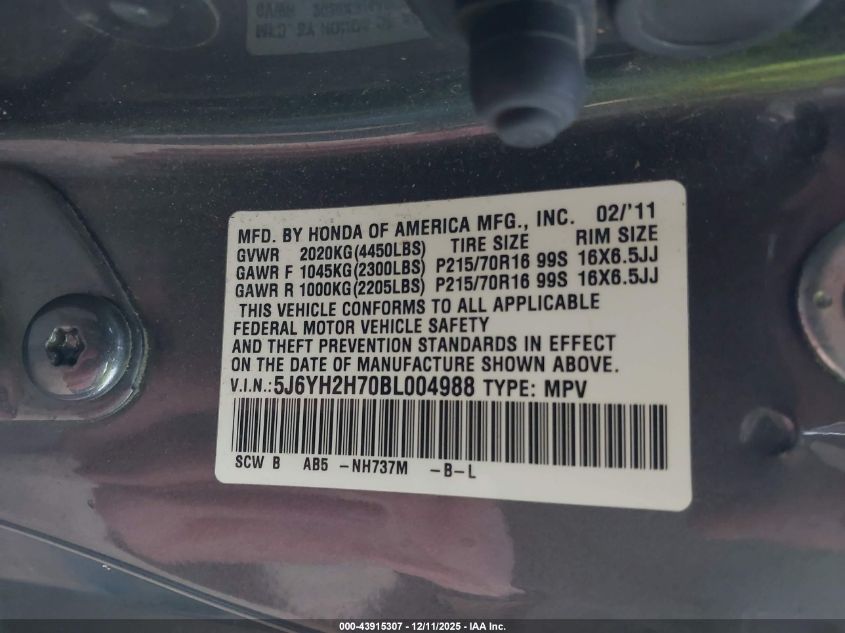 MFD. BY HONDA OF AMERICA MFG., INC. 02/'11
GVWR 2020KG(4450LBS) TIRE SIZE RIM SIZE
GAWR F 1045KG(2300LBS) P215/70R16 99S 16X6.5JJ
GAWR R 1000KG(2205LBS) P215/70R16 99S 16X6.5JJ
THIS VEHICLE CONFORMS TO ALL APPLICABLE
FEDERAL MOTOR VEHICLE SAFETY
AND THEFT PREVENTION STANDARDS IN EFFECT
ON THE DATE OF MANUFACTURE SHOWN ABOVE.
V.I.N.:5J6YH2H70BL004988 TYPE: MPV
SCW B AB5 -NH737M -B-L
000-43915307 - 12/11/2025 - IAA Inc.